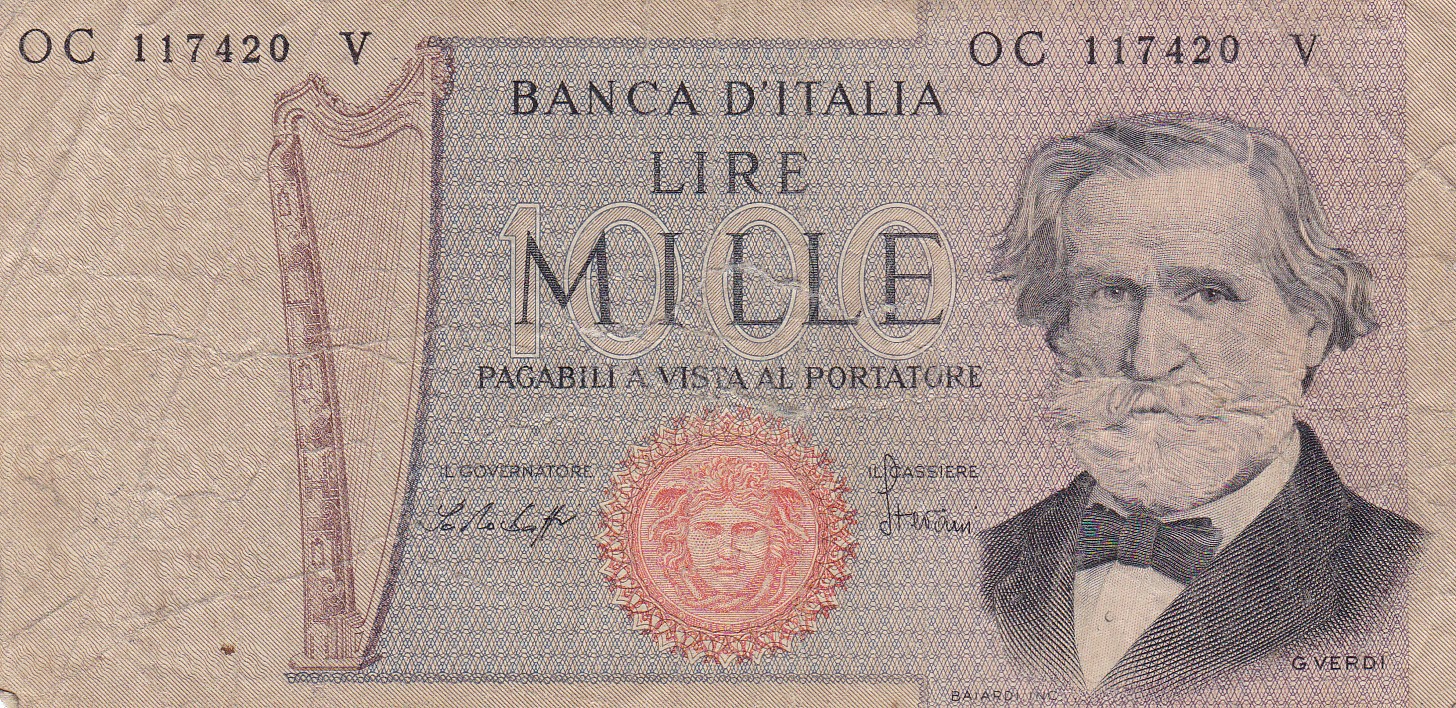 OC 117420 V
OC 117420 V
BANCA D'ITALIA
LIRE
1000
MILLE
PAGABILI A VISTA AL PORTATORE
IL GOVERNATORE
IL CASSIERE
Stevani
G. VERDI
BAIARDI INC.